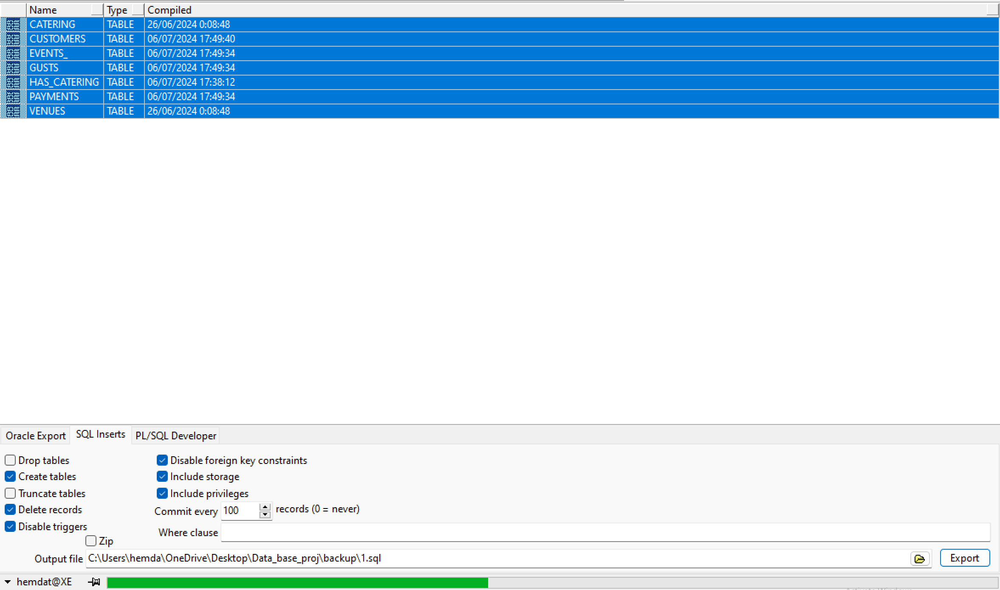 Name Type Compiled
CATERING TABLE 26/06/2024 0:08:48
CUSTOMERS TABLE 06/07/2024 17:49:40
EVENTS_ TABLE 06/07/2024 17:49:34
GUSTS TABLE 06/07/2024 17:49:34
HAS_CATERING TABLE 06/07/2024 17:38:12
PAYMENTS TABLE 06/07/2024 17:49:34
VENUES TABLE 26/06/2024 0:08:48
Oracle Export SQL Inserts PL/SQL Developer
Drop tables Disable foreign key constraints
Create tables Include storage
Truncate tables Include privileges
Delete records Commit every 100 records (0 = never)
Disable triggers Where clause
Zip
Output file C:\Users\hemda\OneDrive\Desktop\Data_base_proj\backup\1.sql Export
hemdat@XE